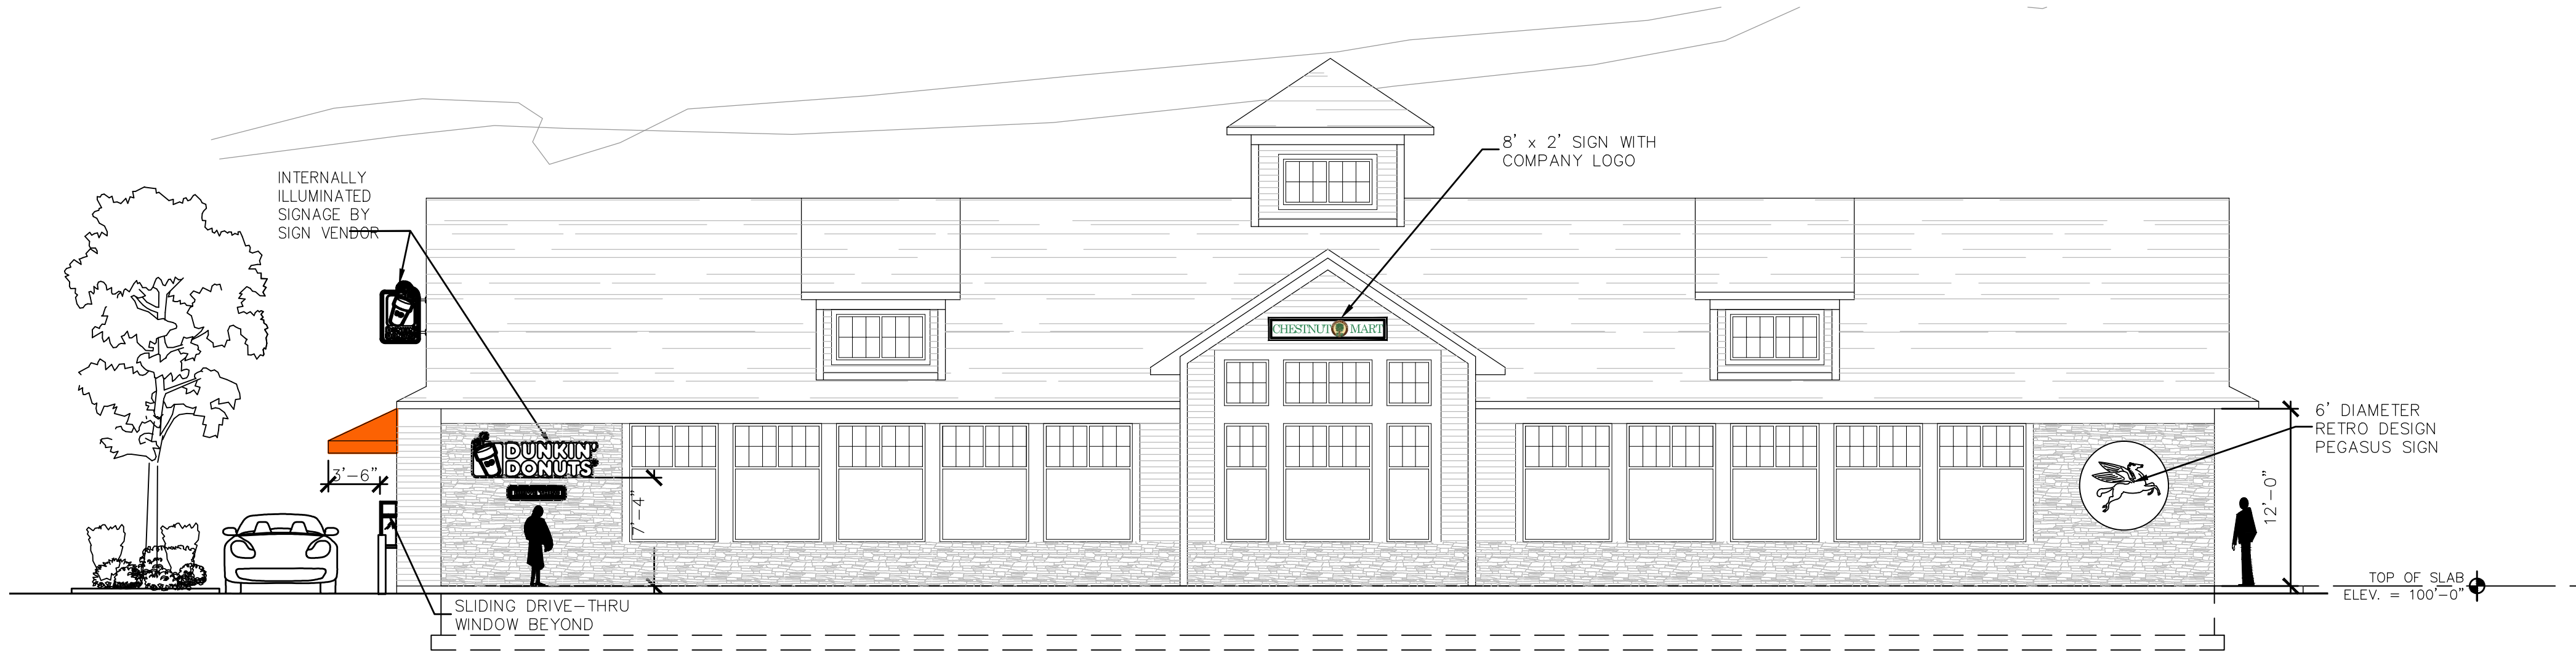 8' x 2' SIGN WITH
COMPANY LOGO
INTERNALLY
ILLUMINATED
SIGNAGE BY
SIGN VENDOR
CHESTNUT MART
6' DIAMETER
RETRO DESIGN
PEGASUS SIGN
DUNKIN'
DONUTS
3'-6"
7'-4"
12'-0"
TOP OF SLAB
ELEV. = 100'-0"
SLIDING DRIVE-THRU
WINDOW BEYOND